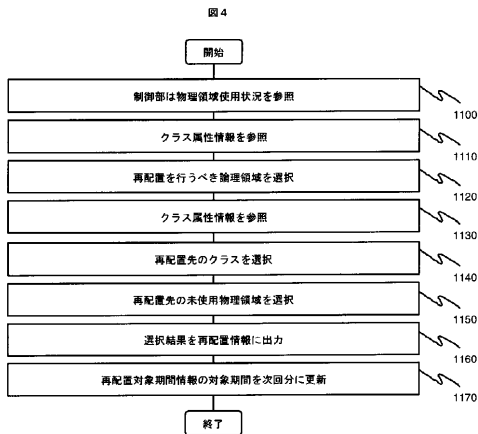 図4
開始
制御部は物理領域使用状況を参照
1100
クラス属性情報を参照
1110
再配置を行うべき論理領域を選択
1120
クラス属性情報を参照
1130
再配置先のクラスを選択
1140
再配置先の未使用物理領域を選択
1150
選択結果を再配置情報に出力
1160
再配置対象期間情報の対象期間を次回分に更新
1170
終了